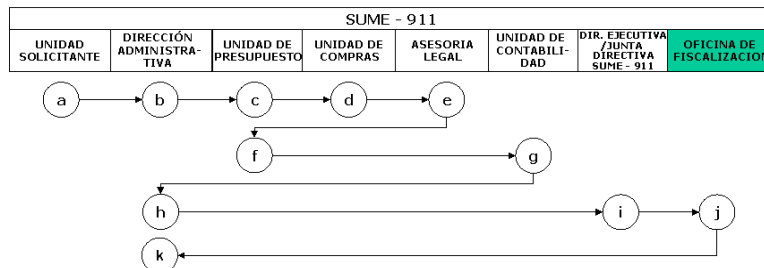 SUME - 911
UNIDAD
SOLICITANTE
DIRECCIÓN
ADMINISTRA-
TIVA
UNIDAD DE
PRESUPUESTO
UNIDAD DE
COMPRAS
ASESORIA
LEGAL
UNIDAD DE
CONTABILI-
DAD
DIR. EJECUTIVA
/JUNTA
DIRECTIVA
SUME - 911
OFICINA DE
FISCALIZACION
a
b
c
d
e
f
g
h
i
j
k